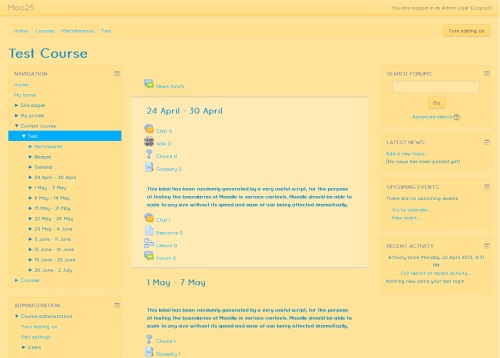 Moa25
You are logged in as Admin User (Logout)
Home Courses Miscellaneous Test
Turn editing on
Test Course
NAVIGATION
Home
My home
Site pages
My profile
Current course
Test
Participants
Badges
General
24 April - 30 April
1 May - 7 May
8 May - 14 May
15 May - 21 May
22 May - 28 May
29 May - 4 June
5 June - 11 June
12 June - 18 June
19 June - 25 June
26 June - 2 July
Courses
ADMINISTRATION
Course administration
Turn editing on
Edit settings
Users
News forum
24 April - 30 April
Chat 0
Wiki 0
Choice 0
Glossary 0
This label has been randomly generated by a very useful script, for the purpose
of testing the boundaries of Moodle in various contexts. Moodle should be able to
scale to any size without its speed and ease of use being affected dramatically.
Chat 1
Resource 0
Lesson 0
Forum 0
1 May - 7 May
This label has been randomly generated by a very useful script, for the purpose
of testing the boundaries of Moodle in various contexts. Moodle should be able to
scale to any size without its speed and ease of use being affected dramatically.
Choice 1
Glossary 1
SEARCH FORUMS
Go
Advanced search
LATEST NEWS
Add a new topic...
(No news has been posted yet)
UPCOMING EVENTS
There are no upcoming events
Go to calendar...
New event...
RECENT ACTIVITY
Activity since Monday, 22 April 2013, 4:31
PM
Full report of recent activity...
Nothing new since your last login